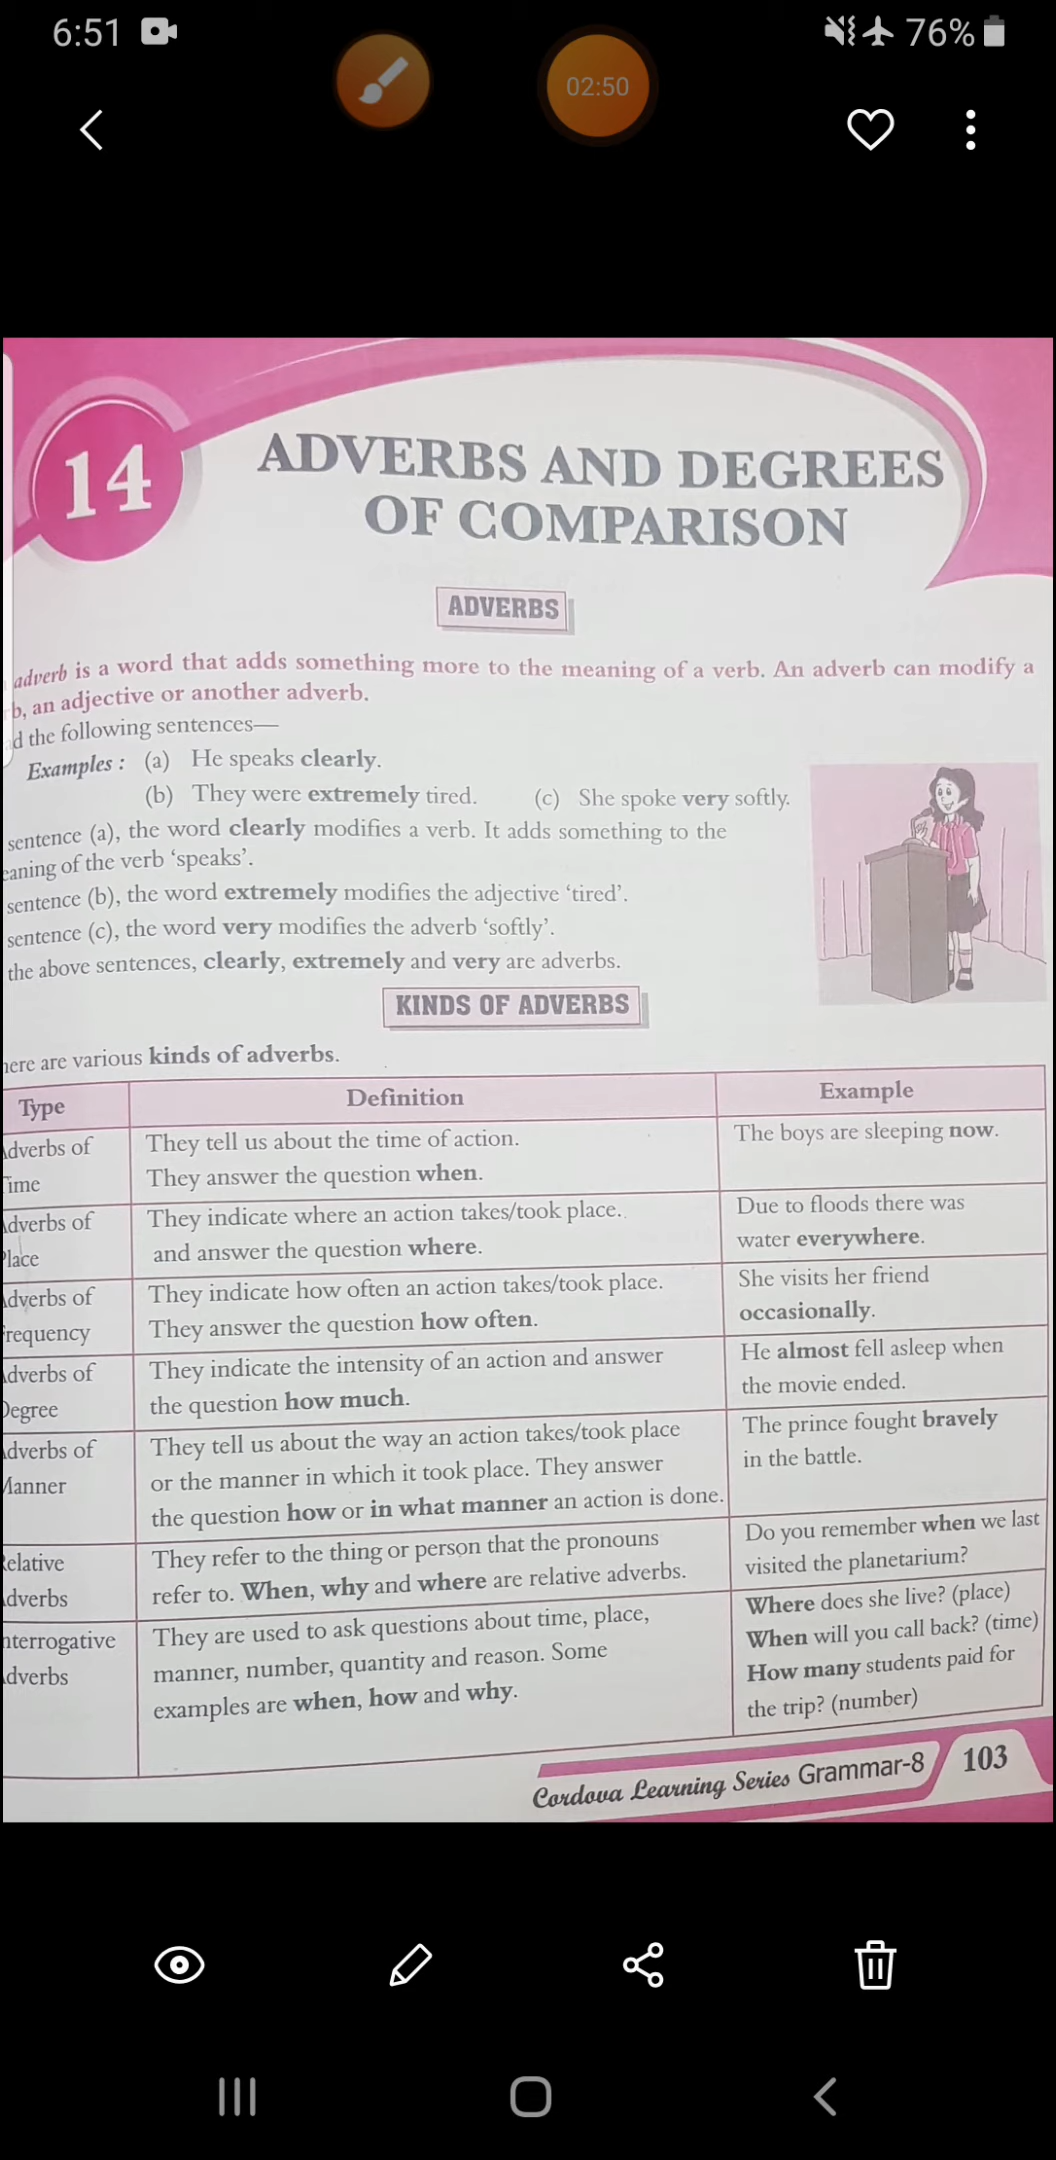 6:51
02:50
76%
14
ADVERBS AND DEGREES
OF COMPARISON
ADVERBS
adverb is a word that adds something more to the meaning of a verb. An adverb can modify a
b, an adjective or another adverb.
d the following sentences—
Examples : (a) He speaks clearly.
(b) They were extremely tired. (c) She spoke very softly.
sentence (a), the word clearly modifies a verb. It adds something to the
eaning of the verb ‘speaks’.
sentence (b), the word extremely modifies the adjective ‘tired’.
sentence (c), the word very modifies the adverb ‘softly’.
the above sentences, clearly, extremely and very are adverbs.
KINDS OF ADVERBS
here are various kinds of adverbs.
Type Definition Example
dverbs of They tell us about the time of action. The boys are sleeping now.
ime They answer the question when.
dverbs of They indicate where an action takes/took place. Due to floods there was
Place and answer the question where. water everywhere.
dverbs of They indicate how often an action takes/took place. She visits her friend
requency They answer the question how often. occasionally.
dverbs of They indicate the intensity of an action and answer He almost fell asleep when
Degree the question how much. the movie ended.
dverbs of They tell us about the way an action takes/took place The prince fought bravely
Manner or the manner in which it took place. They answer in the battle.
the question how or in what manner an action is done.
Relative They refer to the thing or person that the pronouns Do you remember when we last
dverbs refer to. When, why and where are relative adverbs. visited the planetarium?
nterrogative They are used to ask questions about time, place, Where does she live? (place)
dverbs manner, number, quantity and reason. Some When will you call back? (time)
examples are when, how and why. How many students paid for
the trip? (number)
Cordova Learning Series Grammar-8 103